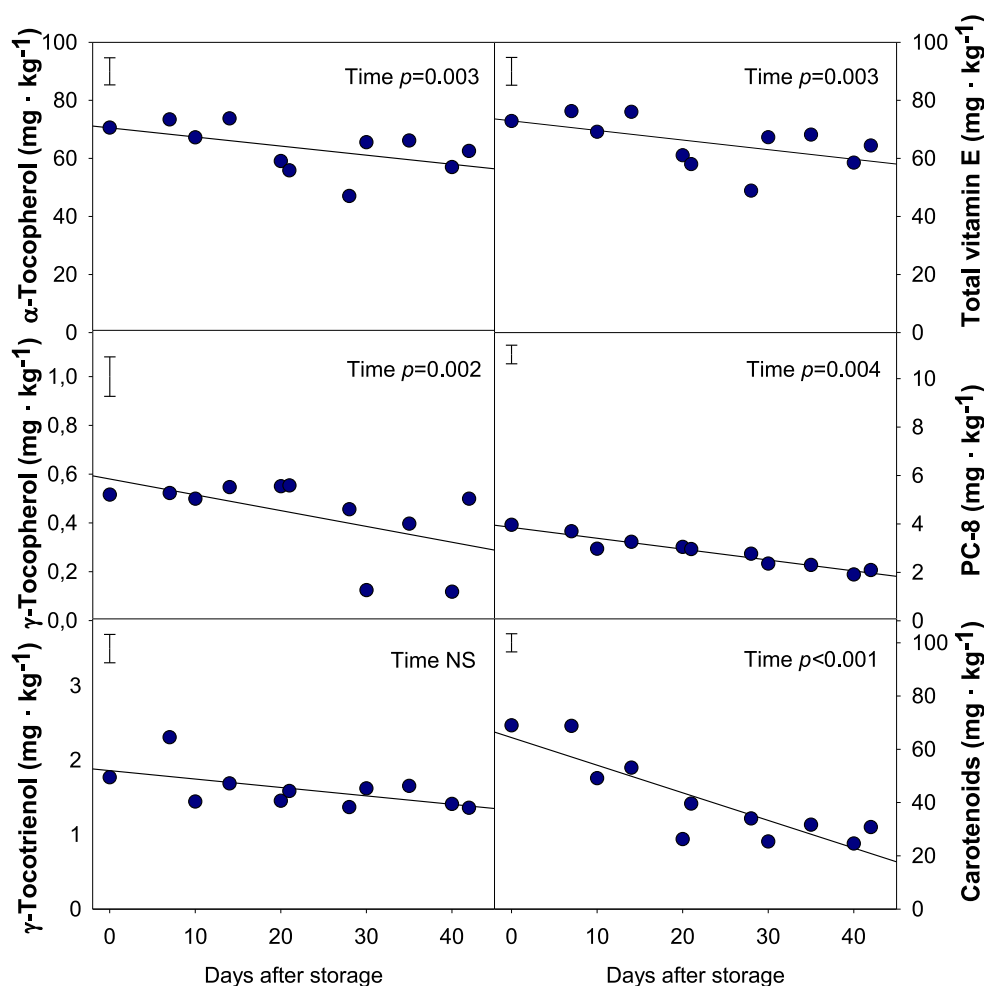 100
80
60
40
20
0
α-Tocopherol (mg · kg-1)
Time p=0.003
Time p=0.003
100
80
60
40
20
0
Total vitamin E (mg · kg-1)
1,0
0,8
0,6
0,4
0,2
0,0
γ-Tocopherol (mg · kg-1)
Time p=0.002
Time p=0.004
10
8
6
4
2
0
PC-8 (mg · kg-1)
3
2
1
0
γ-Tocotrienol (mg · kg-1)
Time NS
Time p<0.001
100
80
60
40
20
0
Carotenoids (mg · kg-1)
0 10 20 30 40
0 10 20 30 40
Days after storage
Days after storage